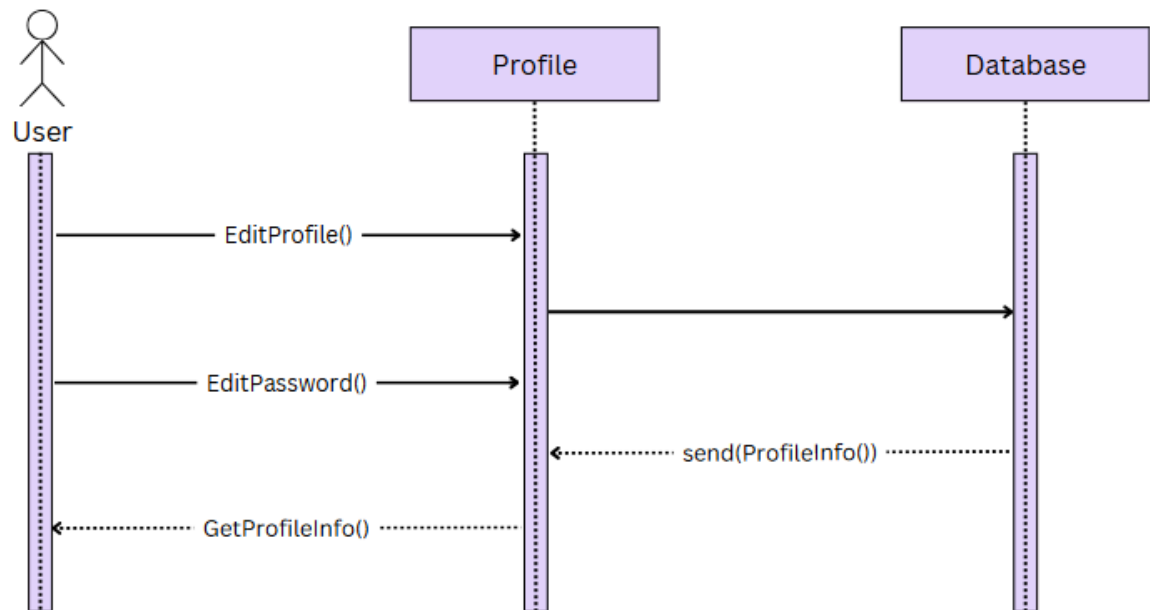 Profile
Database
User
EditProfile()
EditPassword()
send(ProfileInfo())
GetProfileInfo()